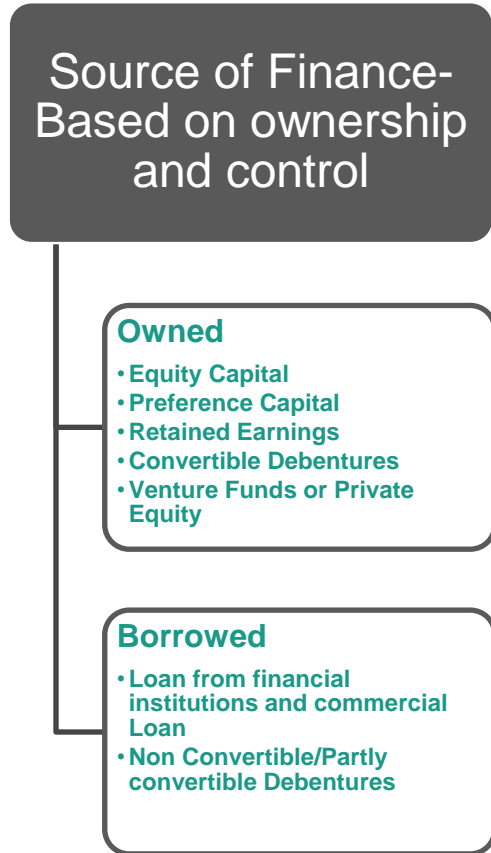 Source of Finance-
Based on ownership
and control
Owned
• Equity Capital
• Preference Capital
• Retained Earnings
• Convertible Debentures
• Venture Funds or Private
Equity
Borrowed
• Loan from financial
institutions and commercial
Loan
• Non Convertible/Partly
convertible Debentures